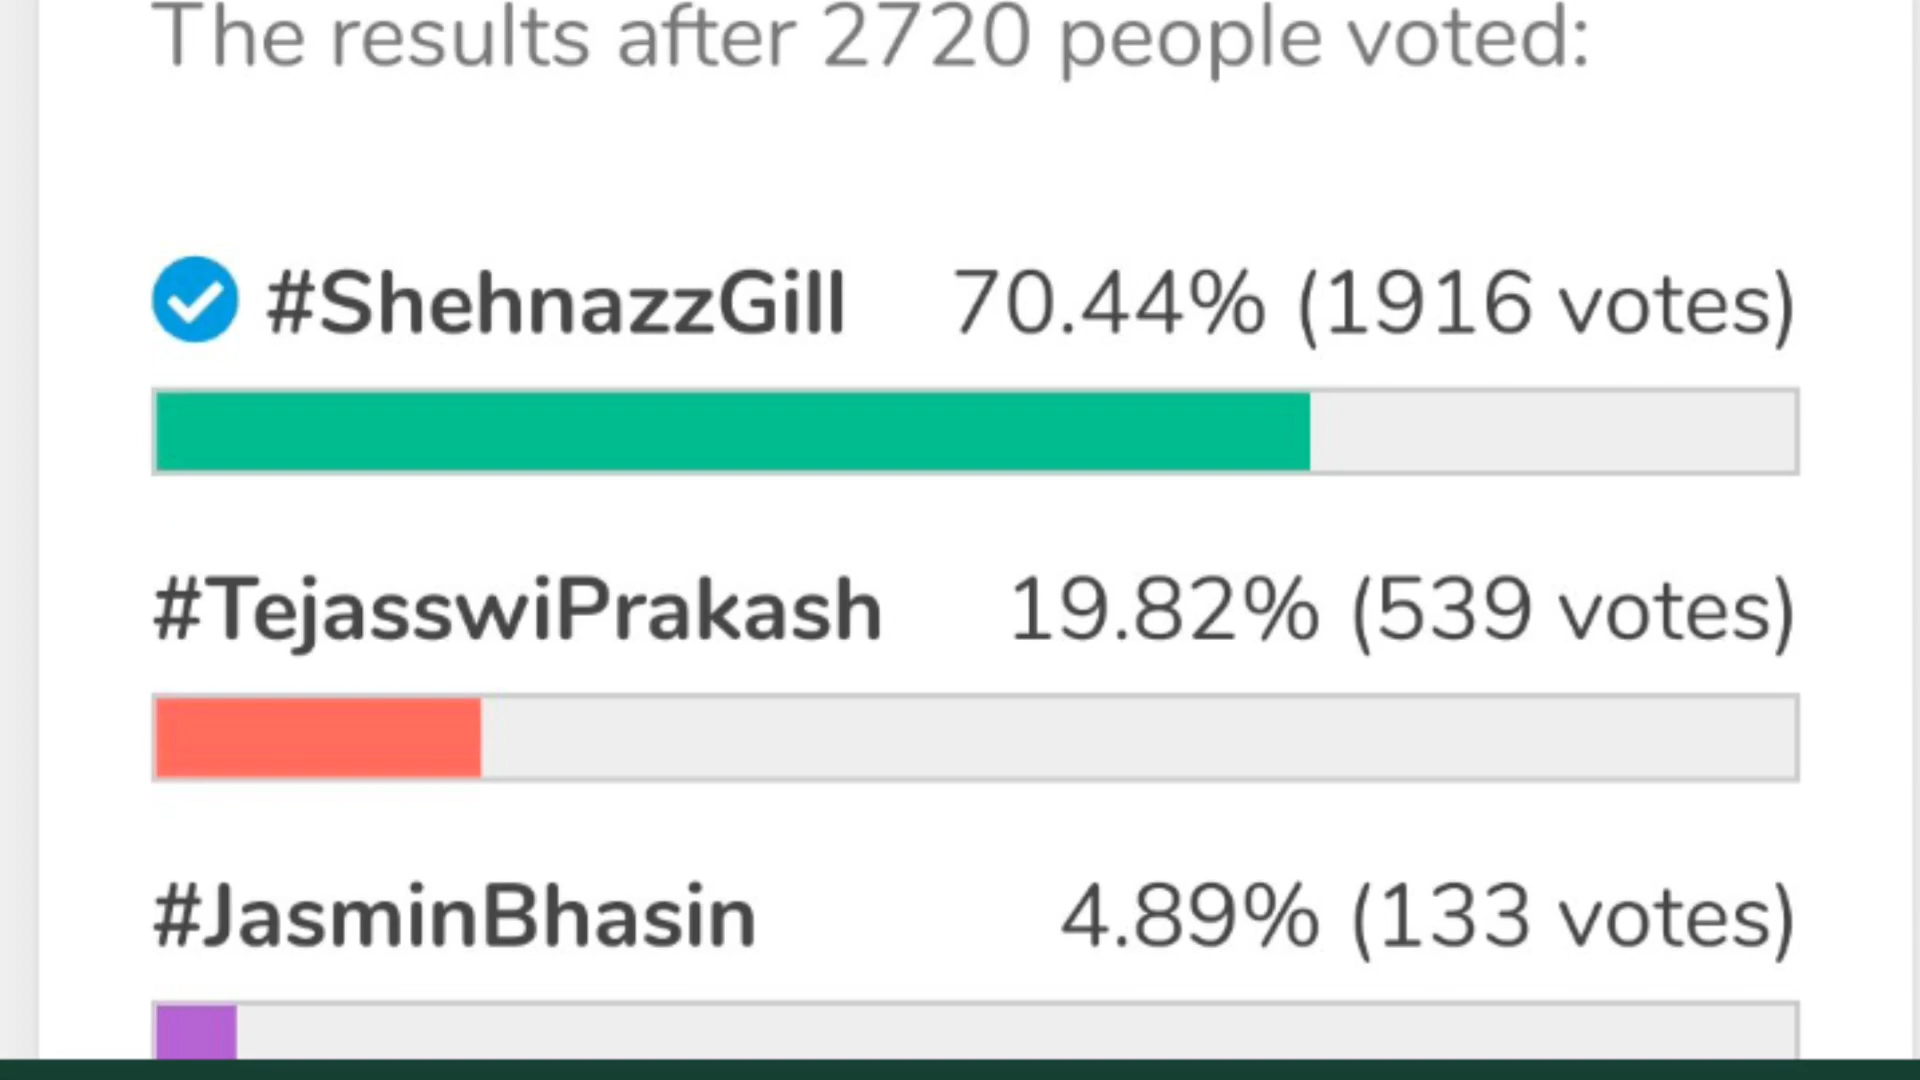 The results after 2720 people voted:
#ShehnazzGill 70.44% (1916 votes)
#TejasswiPrakash 19.82% (539 votes)
#JasminBhasin 4.89% (133 votes)